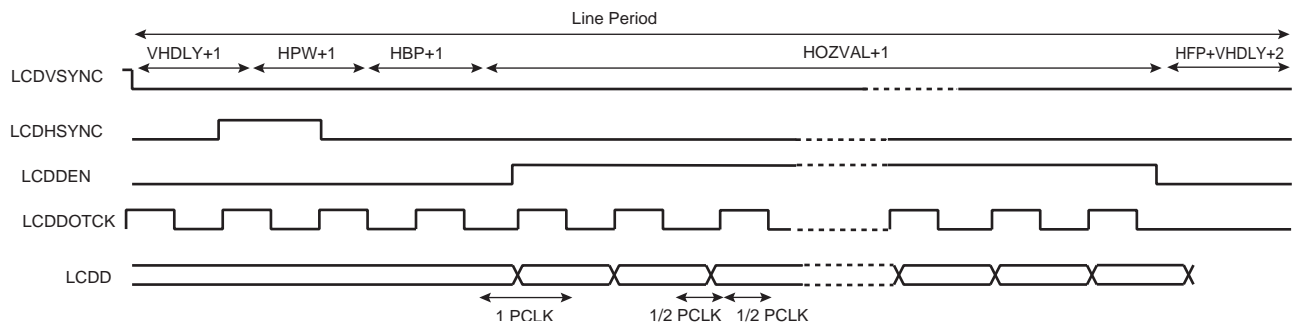 Line Period
VHDLY+1 HPW+1 HBP+1 HOZVAL+1 HFP+VHDLY+2
LCDVSYNC
LCDHSYNC
LCDDEN
LCDDOTCK
LCDD
1 PCLK 1/2 PCLK 1/2 PCLK